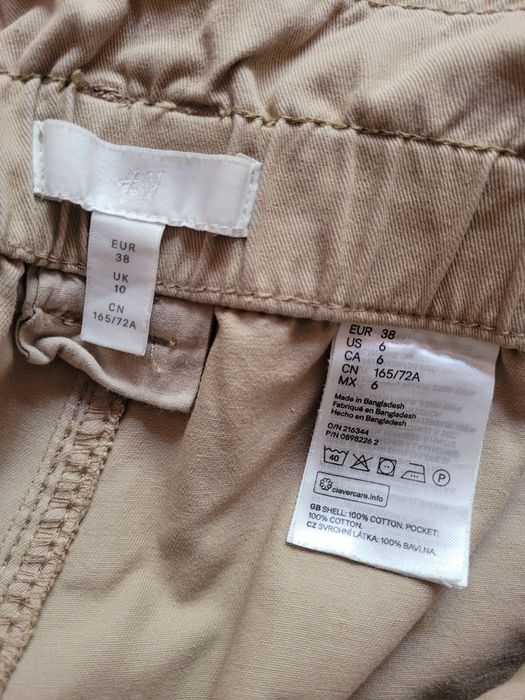 H&M
EUR
38
UK
10
CN
165/72A
EUR 38
US 6
CA 6
CN 165/72A
MX 6
Made in Bangladesh
Fabriqué en Bangladesh
Hecho en Bangladesh
O/N 216344
P/N 0898226 2
40
P
clevercare.info
GB SHELL: 100% COTTON. POCKET:
100% COTTON.
CZ SVRCHNÍ LÁTKA: 100% BAVLNA.